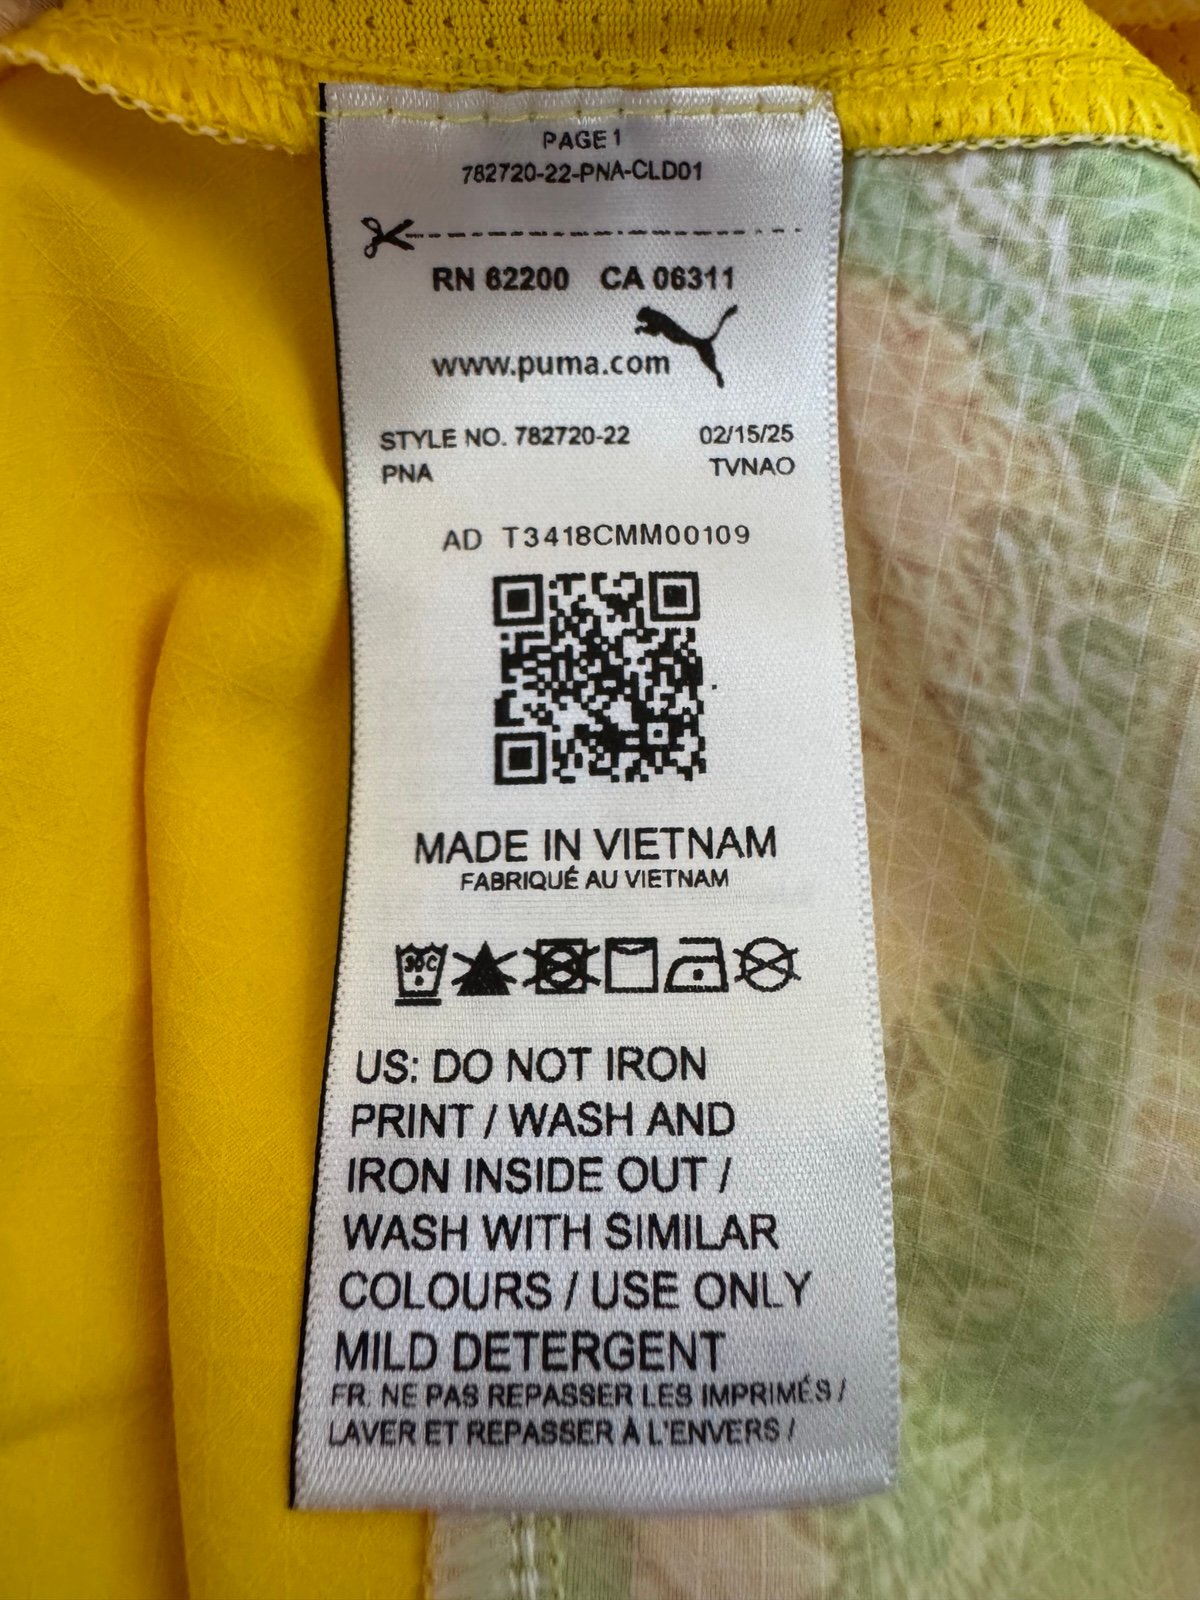 PAGE 1
782720-22-PNA-CLD01
RN 62200 CA 06311
www.puma.com
STYLE NO. 782720-22 02/15/25
PNA TVNAO
AD T3418CMM00109
MADE IN VIETNAM
FABRIQUÉ AU VIETNAM
30C
US: DO NOT IRON
PRINT / WASH AND
IRON INSIDE OUT /
WASH WITH SIMILAR
COLOURS / USE ONLY
MILD DETERGENT
FR. NE PAS REPASSER LES IMPRIMÉS /
LAVER ET REPASSER À L'ENVERS /